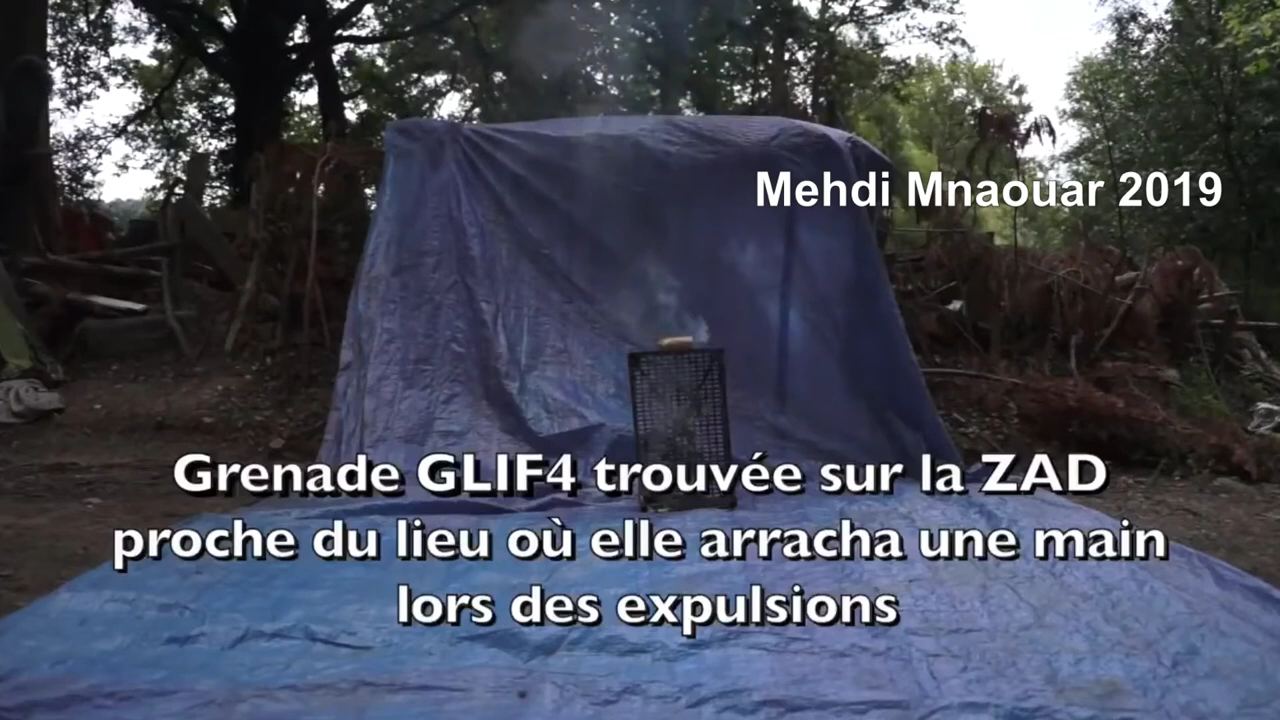 Mehdi Mnaouar 2019
Grenade GLIF4 trouvée sur la ZAD
proche du lieu où elle arracha une main
lors des expulsions